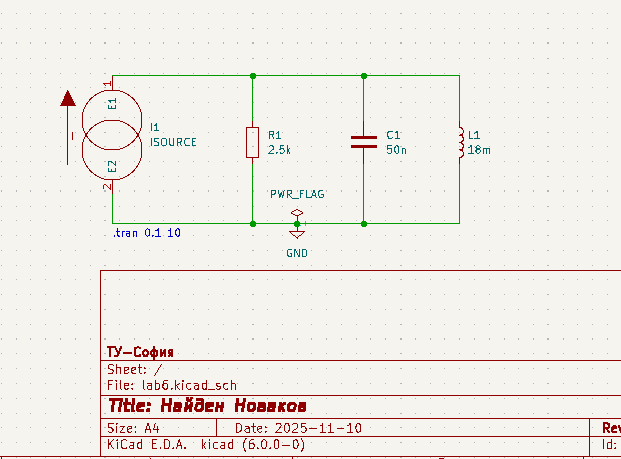 1
E1
I
E2
2
I1
ISOURCE
R1
2.5k
C1
50n
L1
18m
PWR_FLAG
GND
.tran 0.1 10
ТУ-София
Sheet: /
File: lab6.kicad_sch
Title: Найден Новаков
Size: A4
Date: 2025-11-10
Rev
KiCad E.D.A. kicad (6.0.0-0)
Id: